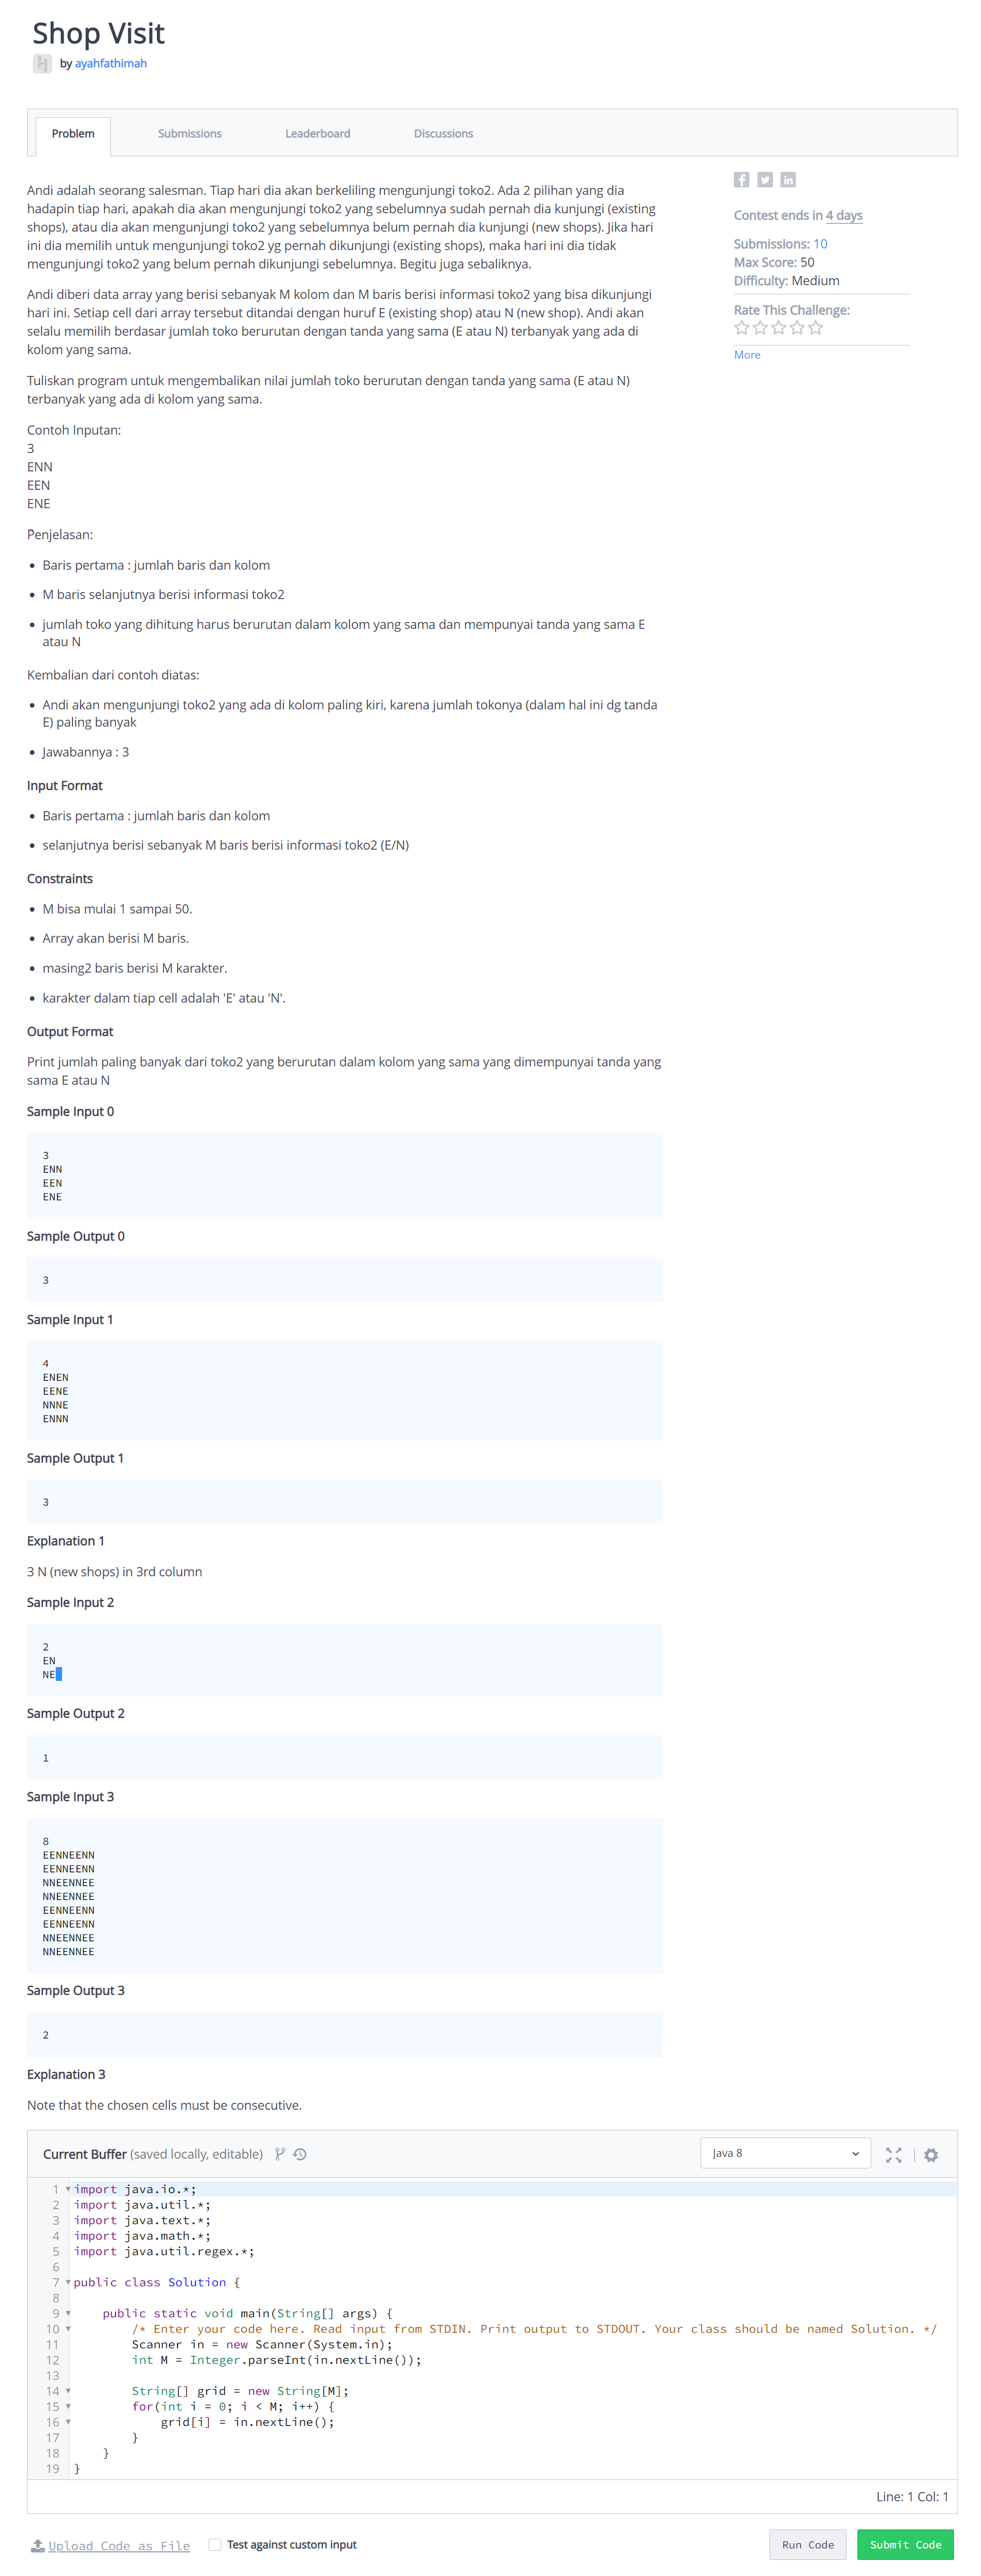 Shop Visit
by ayahfathimah
Problem
Submissions
Leaderboard
Discussions
Andi adalah seorang salesman. Tiap hari dia akan berkeliling mengunjungi toko2. Ada 2 pilihan yang dia
hadapin tiap hari, apakah dia akan mengunjungi toko2 yang sebelumnya sudah pernah dia kunjungi (existing
shops), atau dia akan mengunjungi toko2 yang sebelumnya belum pernah dia kunjungi (new shops). Jika hari
ini dia memilih untuk mengunjungi toko2 yg pernah dikunjungi (existing shops), maka hari ini dia tidak
mengunjungi toko2 yang belum pernah dikunjungi sebelumnya. Begitu juga sebaliknya.
Andi diberi data array yang berisi sebanyak M kolom dan M baris berisi informasi toko2 yang bisa dikunjungi
hari ini. Setiap cell dari array tersebut ditandai dengan huruf E (existing shop) atau N (new shop). Andi akan
selalu memilih berdasar jumlah toko berurutan dengan tanda yang sama (E atau N) terbanyak yang ada di
kolom yang sama.
Tuliskan program untuk mengembalikan nilai jumlah toko berurutan dengan tanda yang sama (E atau N)
terbanyak yang ada di kolom yang sama.
Contoh Inputan:
3
ENN
EEN
ENE
Penjelasan:
• Baris pertama : jumlah baris dan kolom
• M baris selanjutnya berisi informasi toko2
• jumlah toko yang dihitung harus berurutan dalam kolom yang sama dan mempunyai tanda yang sama E
atau N
Kembalian dari contoh diatas:
• Andi akan mengunjungi toko2 yang ada di kolom paling kiri, karena jumlah tokonya (dalam hal ini dg tanda
E) paling banyak
• Jawabannya : 3
Input Format
• Baris pertama : jumlah baris dan kolom
• selanjutnya berisi sebanyak M baris berisi informasi toko2 (E/N)
Constraints
• M bisa mulai 1 sampai 50.
• Array akan berisi M baris.
• masing2 baris berisi M karakter.
• karakter dalam tiap cell adalah 'E' atau 'N'.
Output Format
Print jumlah paling banyak dari toko2 yang berurutan dalam kolom yang sama yang dimempunyai tanda yang
sama E atau N
Sample Input 0
3
ENN
EEN
ENE
Sample Output 0
3
Sample Input 1
4
ENEN
EENE
NNNE
ENNN
Sample Output 1
3
Explanation 1
3 N (new shops) in 3rd column
Sample Input 2
2
EN
NE
Sample Output 2
1
Sample Input 3
8
EENNEENN
EENNEENN
NNEENNEE
NNEENNEE
EENNEENN
EENNEENN
NNEENNEE
NNEENNEE
Sample Output 3
2
Explanation 3
Note that the chosen cells must be consecutive.
Contest ends in 4 days
Submissions: 10
Max Score: 50
Difficulty: Medium
Rate This Challenge:
More
Current Buffer (saved locally, editable)
Java 8
1 import java.io.*;
2 import java.util.*;
3 import java.text.*;
4 import java.math.*;
5 import java.util.regex.*;
6
7 public class Solution {
8
9     public static void main(String[] args) {
10         /* Enter your code here. Read input from STDIN. Print output to STDOUT. Your class should be named Solution. */
11         Scanner in = new Scanner(System.in);
12         int M = Integer.parseInt(in.nextLine());
13
14         String[] grid = new String[M];
15         for(int i = 0; i < M; i++) {
16             grid[i] = in.nextLine();
17         }
18     }
19 }
Line: 1 Col: 1
Upload Code as File
Test against custom input
Run Code
Submit Code